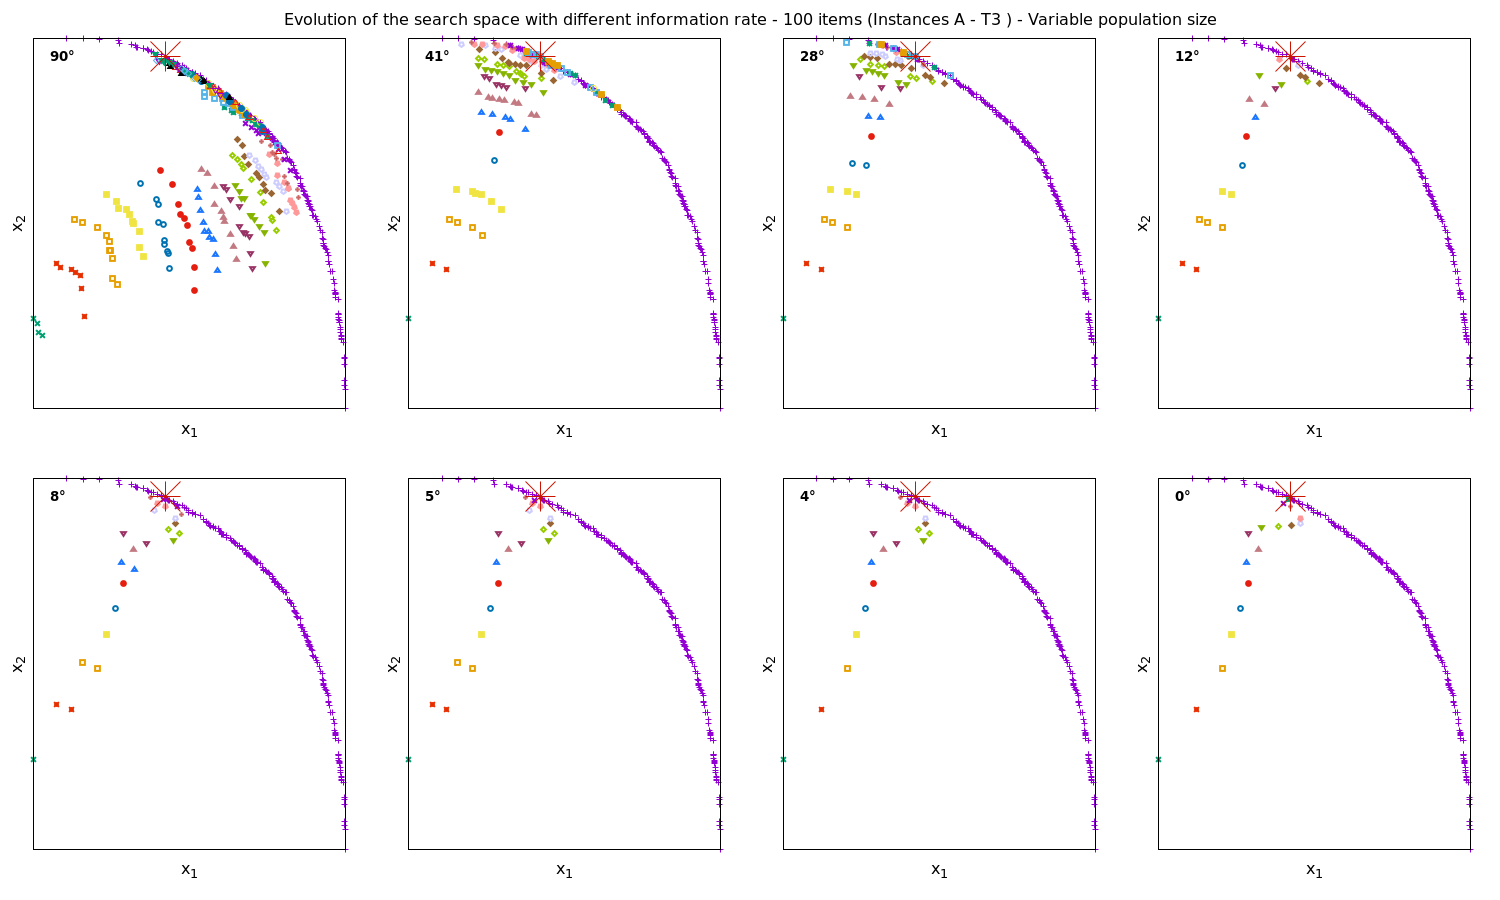 Evolution of the search space with different information rate - 100 items (Instances A - T3 ) - Variable population size
90° 41° 28° 12°
x2 x2 x2 x2
x1 x1 x1 x1
8° 5° 4° 0°
x2 x2 x2 x2
x1 x1 x1 x1